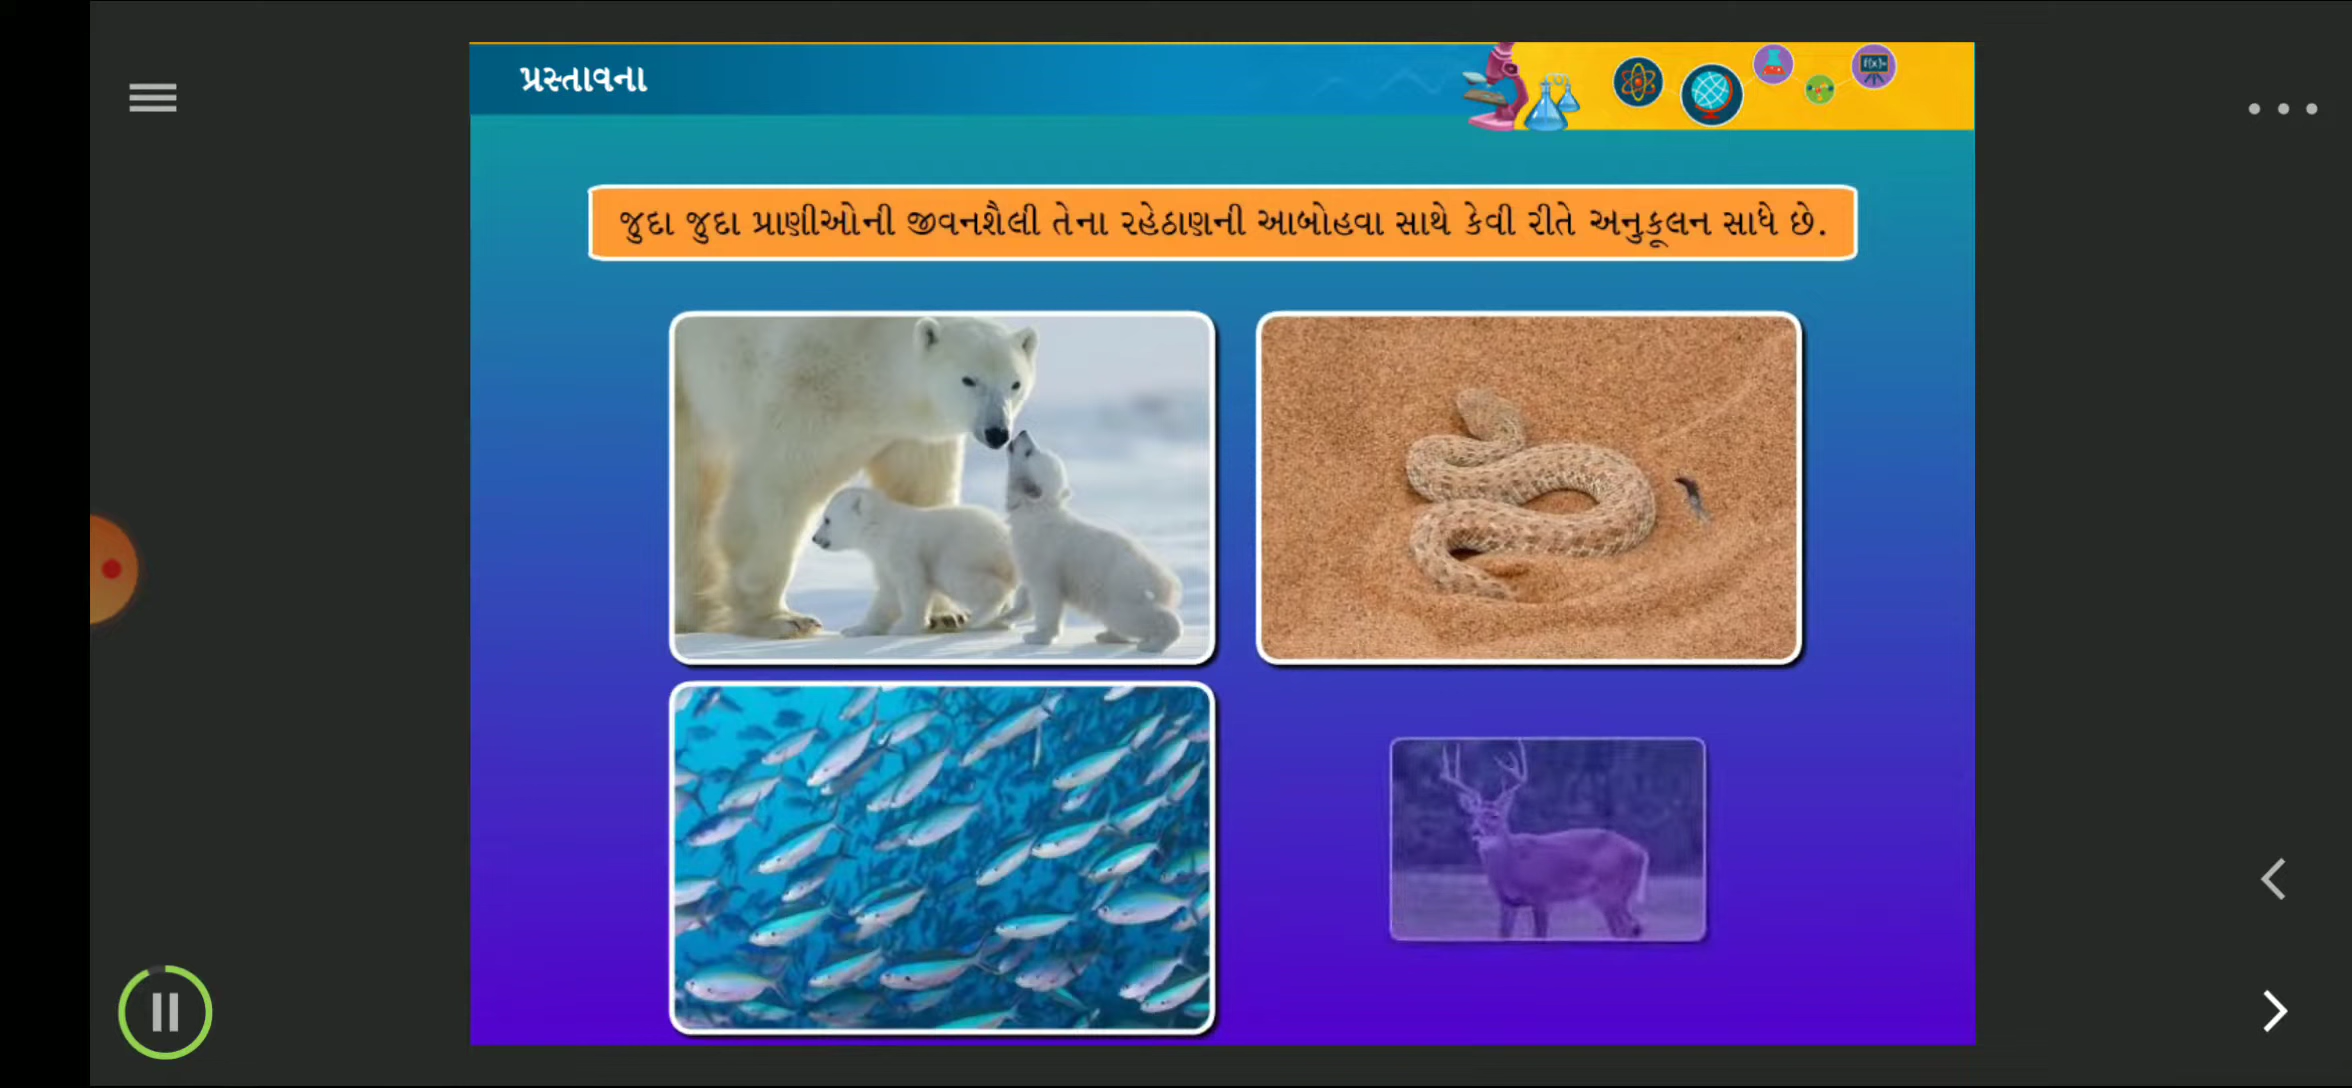 પ્રસ્તાવના
f(x)=
જુદા જુદા પ્રાણીઓની જીવનશૈલી તેના રહેઠાણની આબોહવા સાથે કેવી રીતે અનુકૂલન સાધે છે.